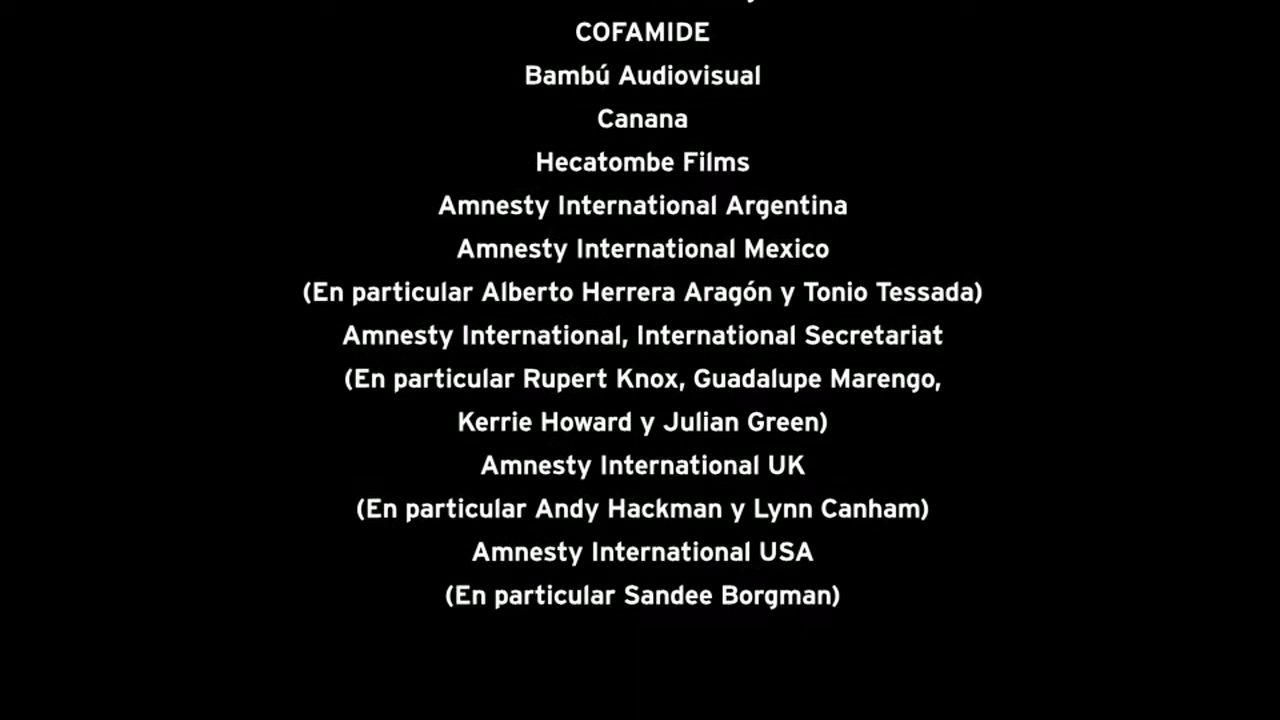 COFAMIDE
Bambú Audiovisual
Canana
Hecatombe Films
Amnesty International Argentina
Amnesty International Mexico
(En particular Alberto Herrera Aragón y Tonio Tessada)
Amnesty International, International Secretariat
(En particular Rupert Knox, Guadalupe Marengo,
Kerrie Howard y Julian Green)
Amnesty International UK
(En particular Andy Hackman y Lynn Canham)
Amnesty International USA
(En particular Sandee Borgman)